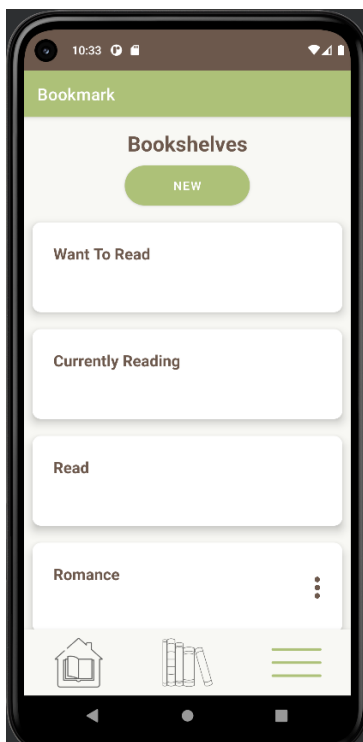 10:33
Bookmark
Bookshelves
NEW
Want To Read
Currently Reading
Read
Romance